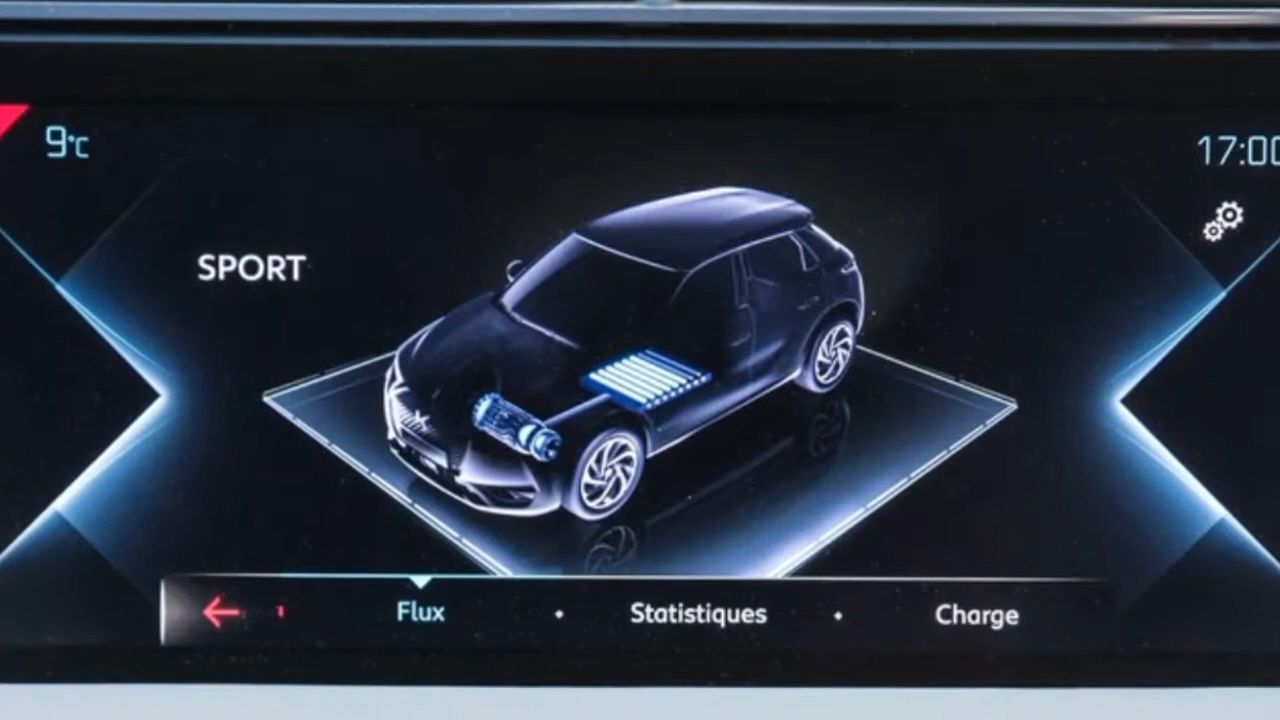 9°C
17:00
SPORT
Flux • Statistiques • Charge